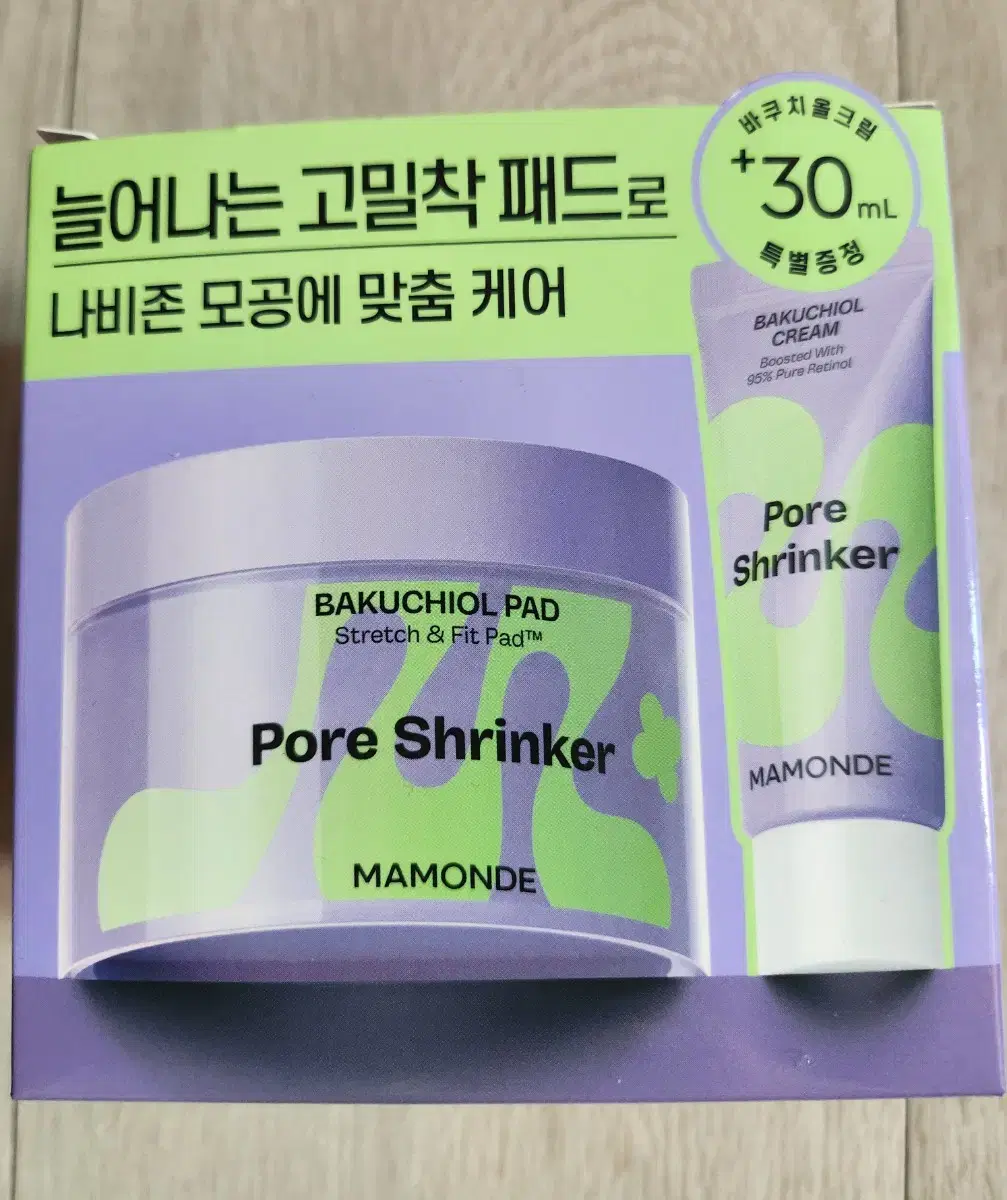 늘어나는 고밀착 패드로
나비존 모공에 맞춤 케어
바쿠치올크림
+30mL
특별증정
BAKUCHIOL
CREAM
Boosted With
95% Pure Retinol
Pore
Shrinker
MAMONDE
BAKUCHIOL PAD
Stretch & Fit Pad™
Pore Shrinker
MAMONDE